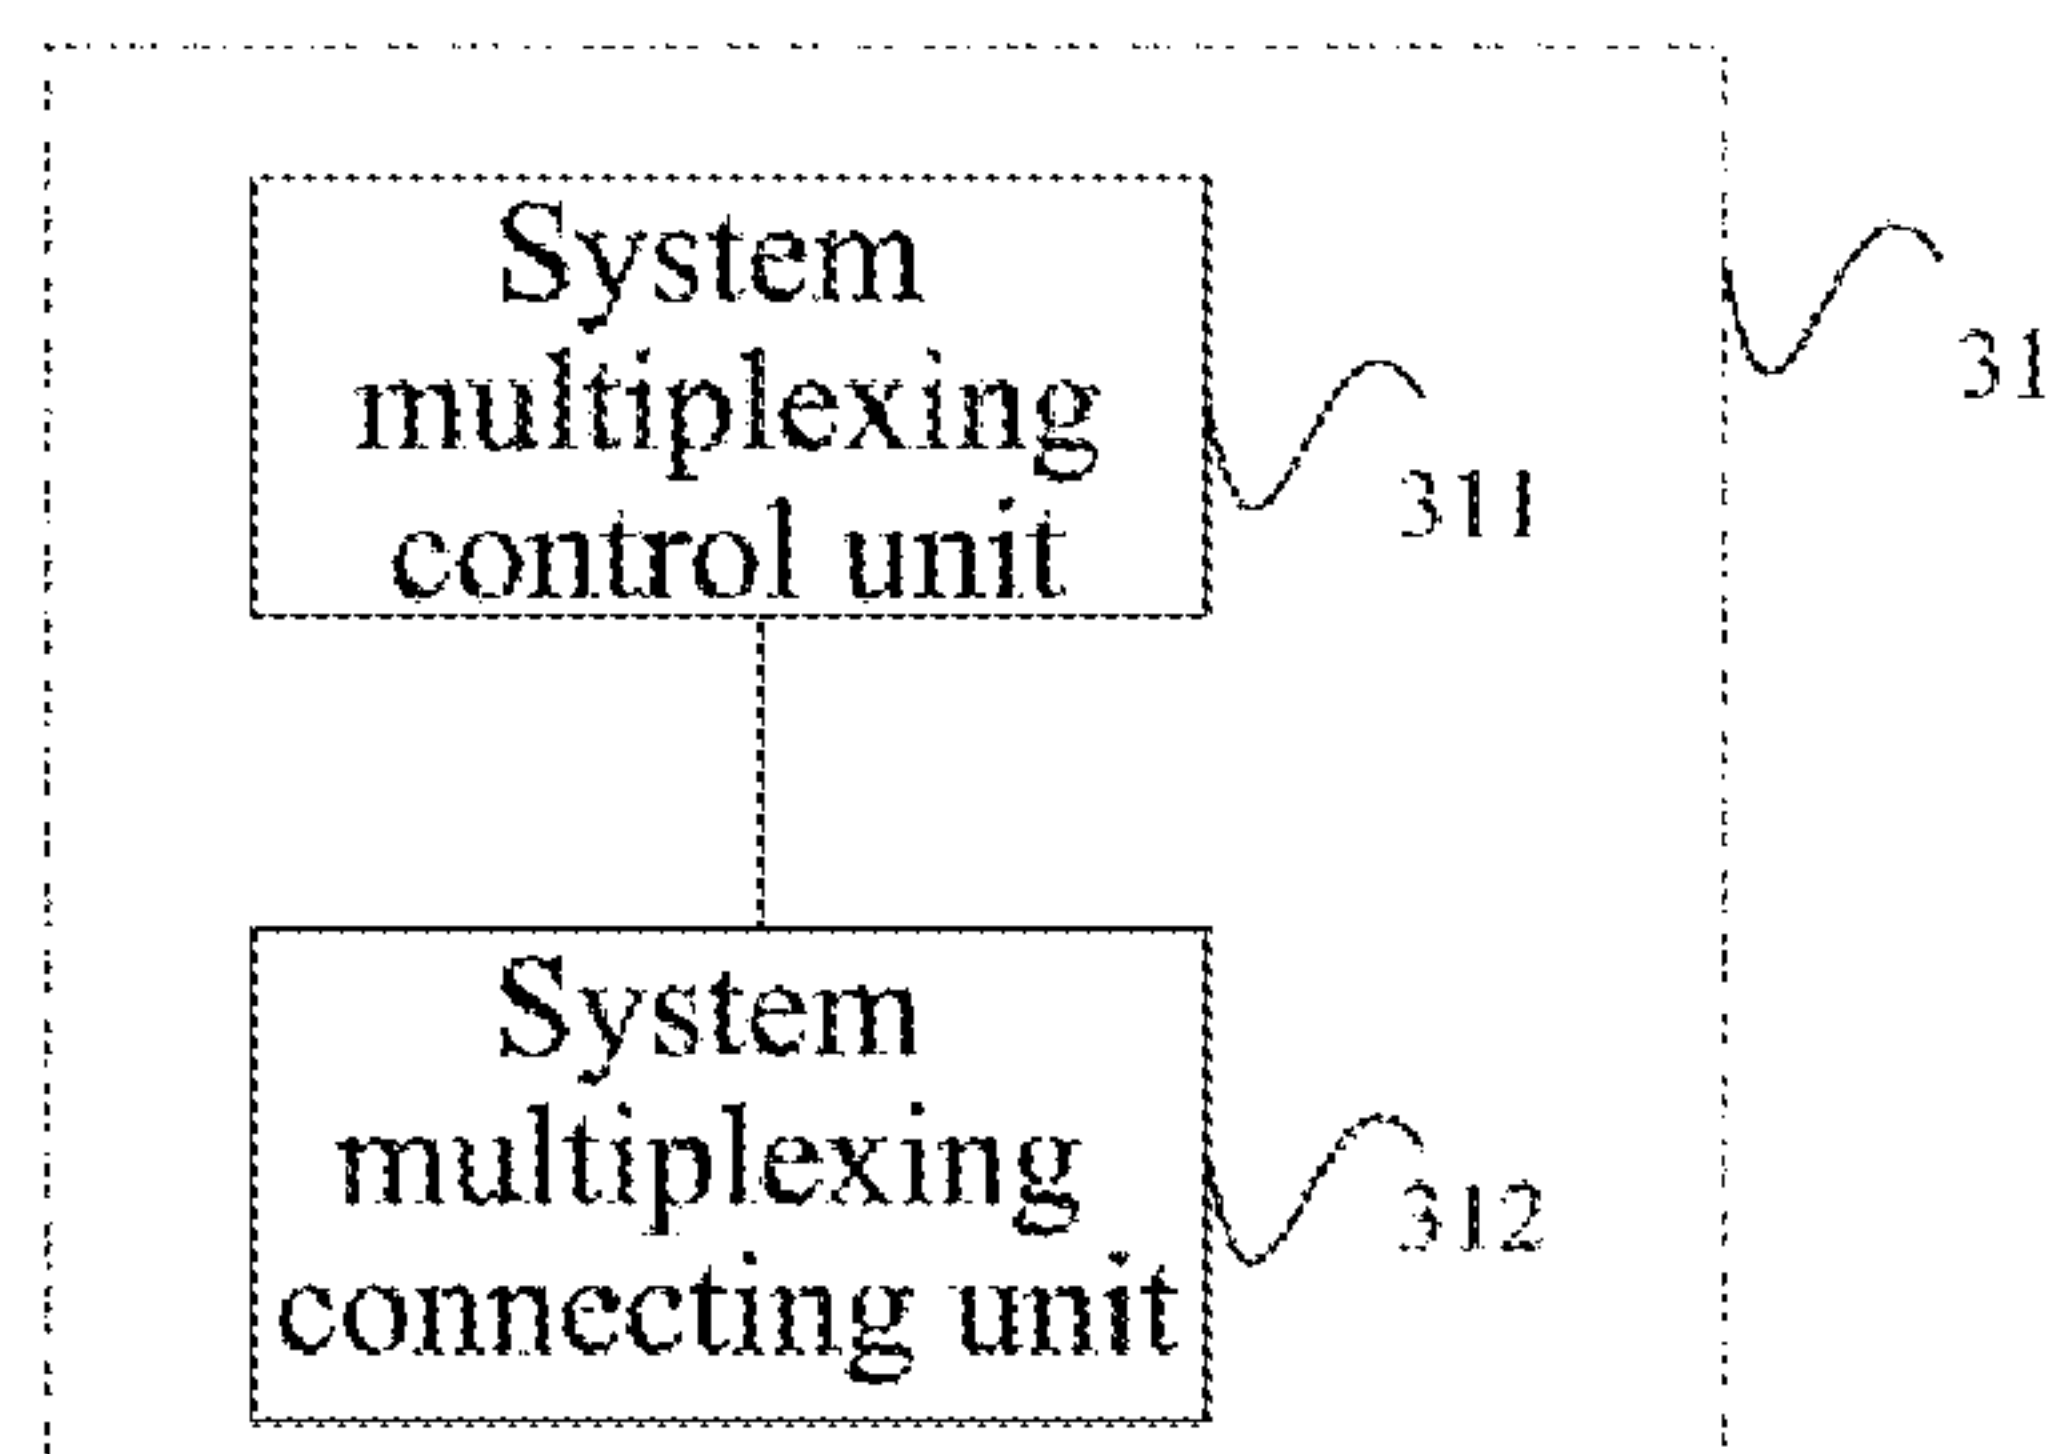 System
multiplexing
control unit
31
311
System
multiplexing
connecting unit
312